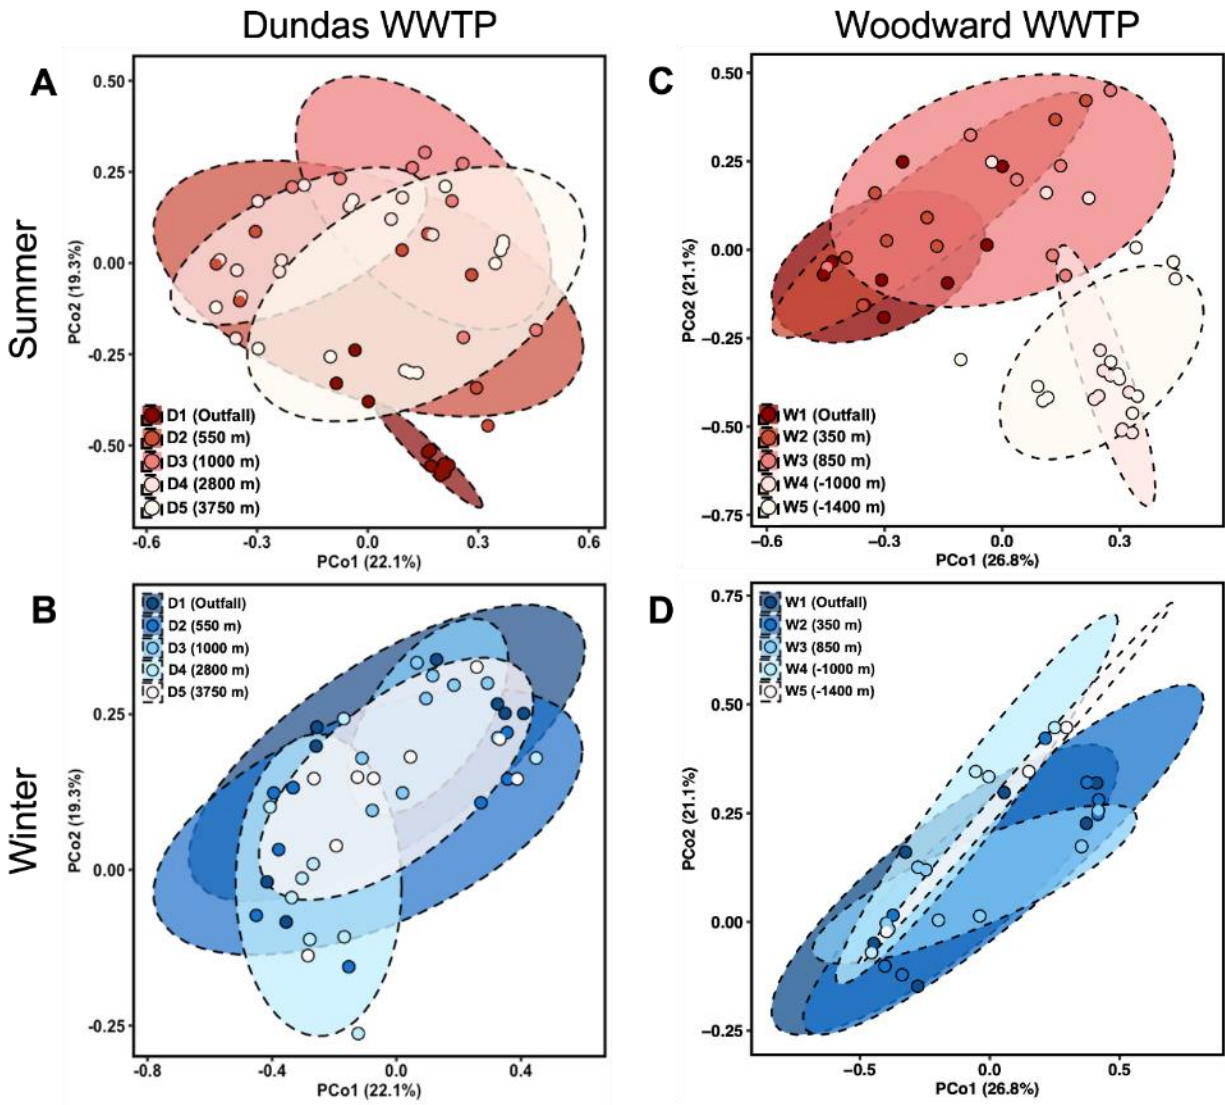 Dundas WWTP
Woodward WWTP
Summer
Winter
A
0.50
0.25
0.00
-0.25
-0.50
PCo2 (19.3%)
D1 (Outfall)
D2 (550 m)
D3 (1000 m)
D4 (2800 m)
D5 (3750 m)
-0.6
-0.3
0.0
0.3
0.6
PCo1 (22.1%)
C
0.50
0.25
0.00
−0.25
−0.50
−0.75
PCo2 (21.1%)
W1 (Outfall)
W2 (350 m)
W3 (850 m)
W4 (-1000 m)
W5 (-1400 m)
−0.6
−0.3
0.0
0.3
PCo1 (26.8%)
B
D1 (Outfall)
D2 (550 m)
D3 (1000 m)
D4 (2800 m)
D5 (3750 m)
0.25
0.00
-0.25
PCo2 (19.3%)
-0.8
-0.4
0.0
0.4
PCo1 (22.1%)
D
W1 (Outfall)
W2 (350 m)
W3 (850 m)
W4 (-1000 m)
W5 (-1400 m)
0.75
0.50
0.25
0.00
−0.25
PCo2 (21.1%)
−0.5
0.0
0.5
PCo1 (26.8%)